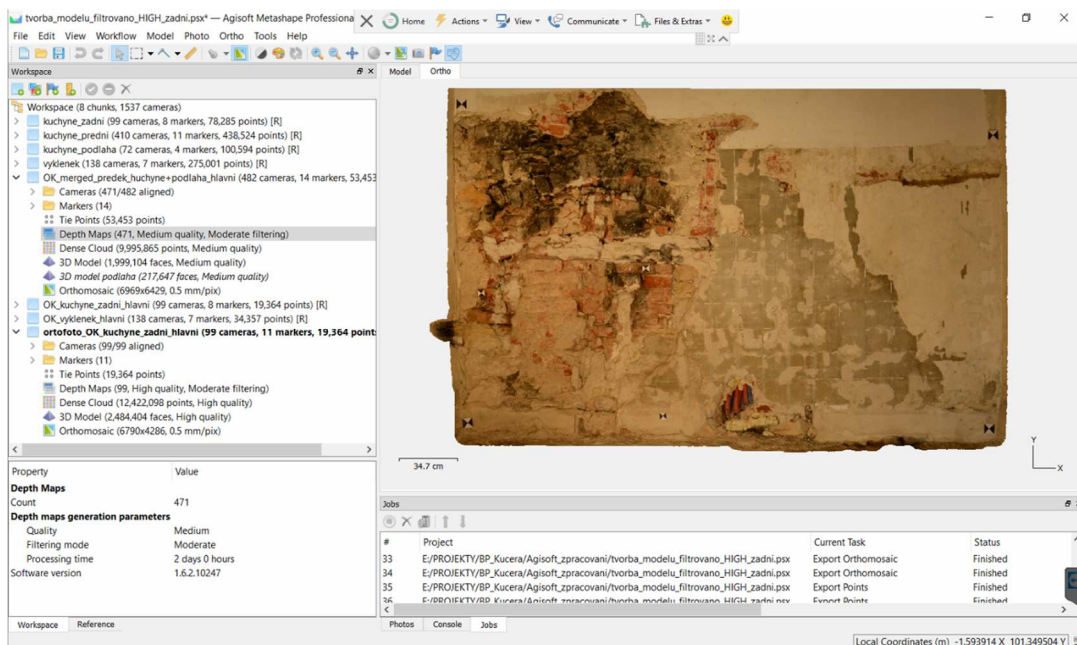 tvorba_modelu_filtrovano_HIGH_zadni.psx* — Agisoft Metashape Professiona
Home Actions View Communicate Files & Extras
File Edit View Workflow Model Photo Ortho Tools Help
Workspace
Model Ortho
Workspace (8 chunks, 1537 cameras)
kuchyne_zadni (99 cameras, 8 markers, 78,285 points) [R]
kuchyne_predni (410 cameras, 11 markers, 438,524 points) [R]
kuchyne_podlaha (72 cameras, 4 markers, 100,594 points) [R]
vyklenek (138 cameras, 7 markers, 275,001 points) [R]
OK_merged_predek_huchyne+podlaha_hlavni (482 cameras, 14 markers, 53,453
Cameras (471/482 aligned)
Markers (14)
Tie Points (53,453 points)
Depth Maps (471, Medium quality, Moderate filtering)
Dense Cloud (9,995,865 points, Medium quality)
3D Model (1,999,104 faces, Medium quality)
3D model podlaha (217,647 faces, Medium quality)
Orthomosaic (6969x6429, 0.5 mm/pix)
OK_kuchyne_zadni_hlavni (99 cameras, 8 markers, 19,364 points) [R]
OK_vyklenek_hlavni (138 cameras, 7 markers, 34,357 points) [R]
ortofoto_OK_kuchyne_zadni_hlavni (99 cameras, 11 markers, 19,364 point
Cameras (99/99 aligned)
Markers (11)
Tie Points (19,364 points)
Depth Maps (99, High quality, Moderate filtering)
Dense Cloud (12,422,098 points, High quality)
3D Model (2,484,404 faces, High quality)
Orthomosaic (6790x4286, 0.5 mm/pix)
34.7 cm
Y
X
Property Value
Depth Maps
Count 471
Depth maps generation parameters
Quality Medium
Filtering mode Moderate
Processing time 2 days 0 hours
Software version 1.6.2.10247
Jobs
# Project Current Task Status
33 E:/PROJEKTY/BP_Kucera/Agisoft_zpracovani/tvorba_modelu_filtrovano_HIGH_zadni.psx Export Orthomosaic Finished
34 E:/PROJEKTY/BP_Kucera/Agisoft_zpracovani/tvorba_modelu_filtrovano_HIGH_zadni.psx Export Orthomosaic Finished
35 E:/PROJEKTY/BP_Kucera/Agisoft_zpracovani/tvorba_modelu_filtrovano_HIGH_zadni.psx Export Points Finished
36 E:/PROJEKTY/BP_Kucera/Agisoft_zpracovani/tvorba_modelu_filtrovano_HIGH_zadni.psx Export Points Finished
Workspace Reference
Photos Console Jobs
Local Coordinates (m) -1.593914 X 101.349504 Y